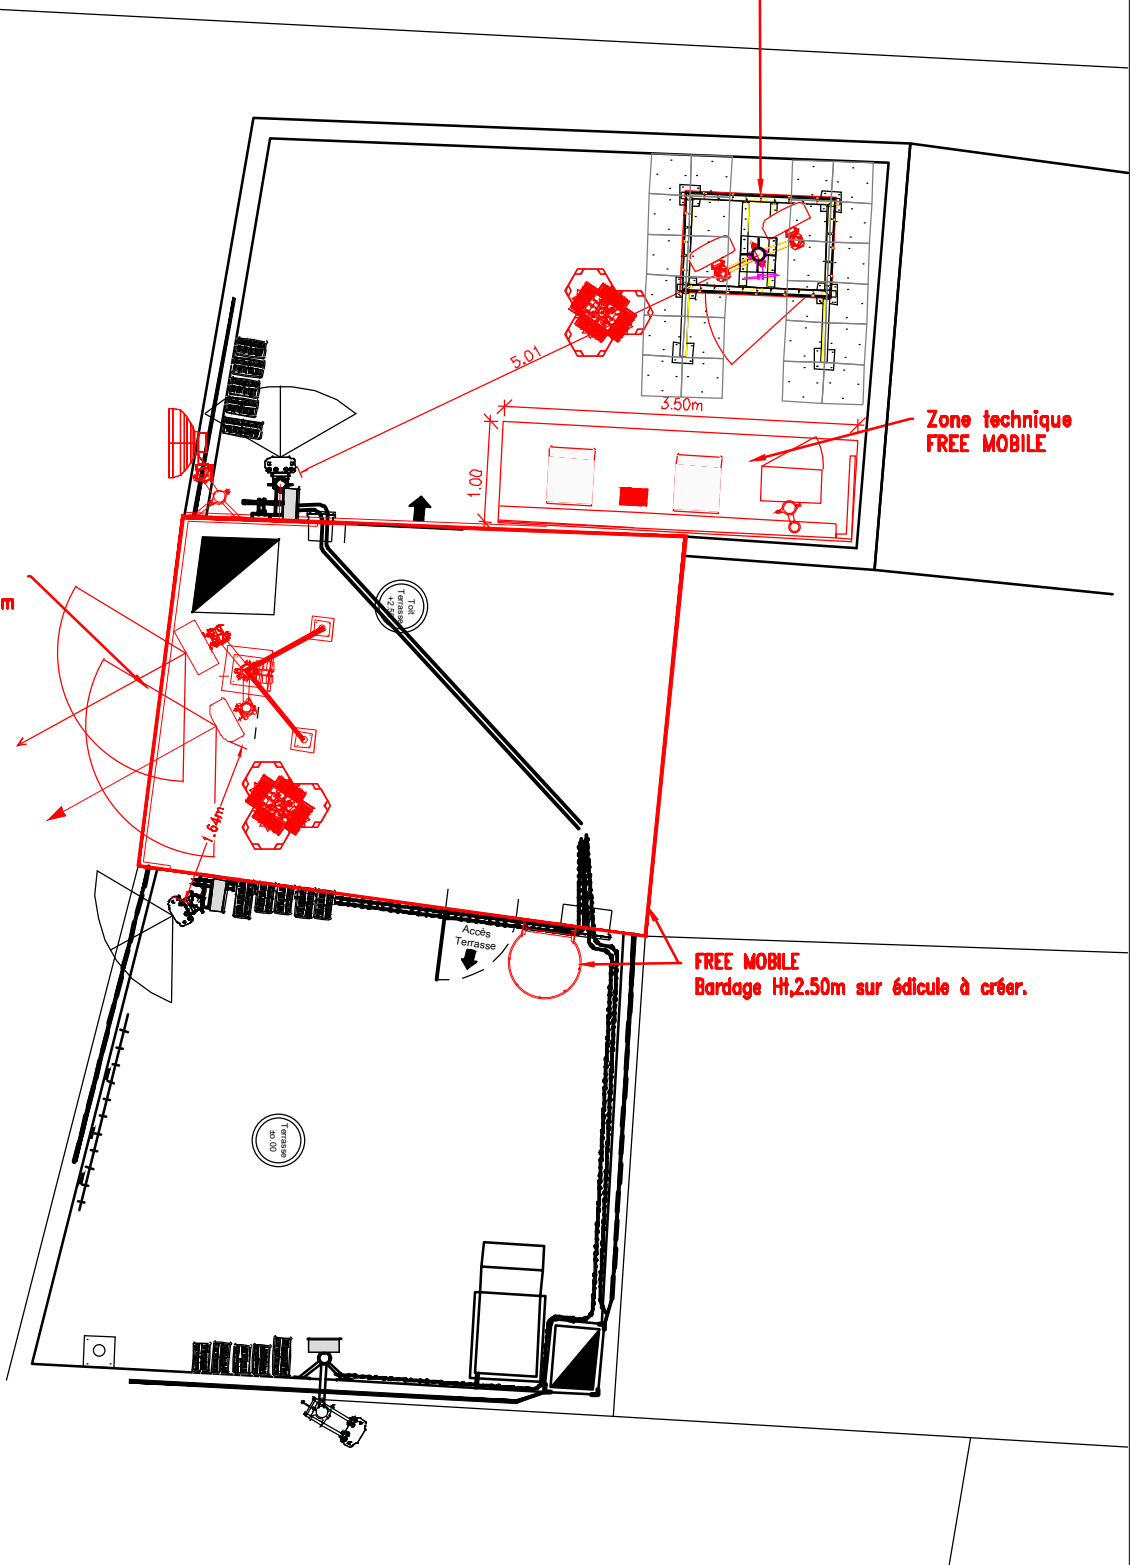 5.01
3.50m
Zone technique
FREE MOBILE
1.00
m
Toit
Terrasse
1.64m
Accès
Terrasse
FREE MOBILE
Bardage Ht,2.50m sur édicule à créer.
Terrasse
±0.00